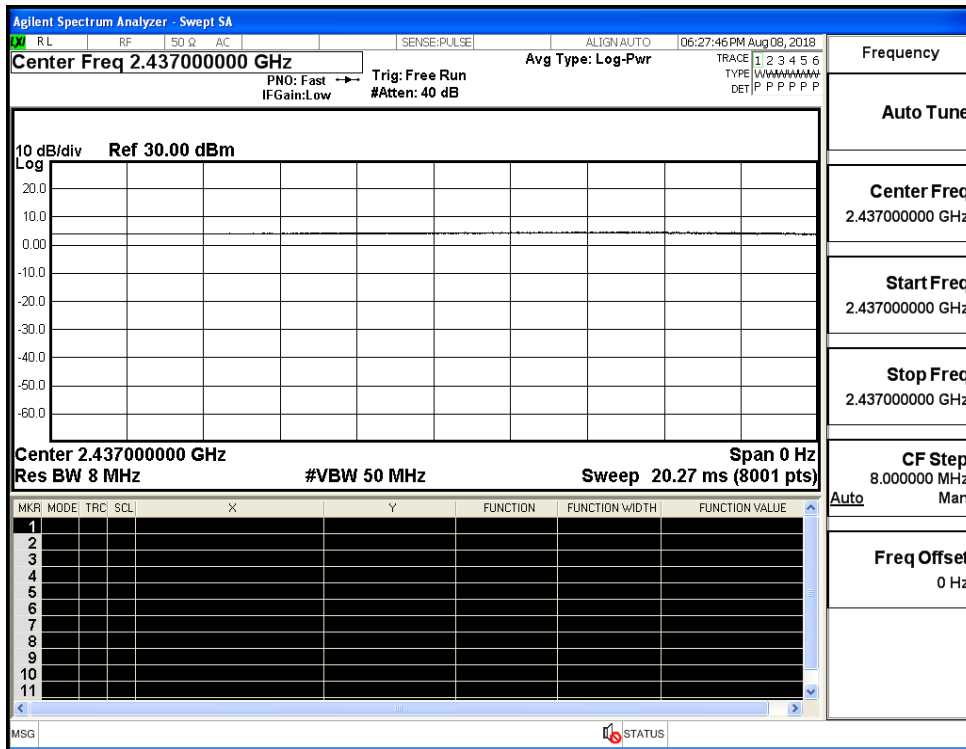 Agilent Spectrum Analyzer - Swept SA
LXI RL RF 50 Ω AC SENSE:PULSE ALIGN AUTO 06:27:46 PM Aug 08, 2018
Center Freq 2.437000000 GHz
PNO: Fast
IFGain:Low
Trig: Free Run
#Atten: 40 dB
Avg Type: Log-Pwr
TRACE 1 2 3 4 5 6
TYPE WWWWWW
DET P P P P P P
10 dB/div Ref 30.00 dBm
Log
20.0
10.0
0.00
-10.0
-20.0
-30.0
-40.0
-50.0
-60.0
Center 2.437000000 GHz Span 0 Hz
Res BW 8 MHz #VBW 50 MHz Sweep 20.27 ms (8001 pts)
MKR MODE TRC SCL X Y FUNCTION FUNCTION WIDTH FUNCTION VALUE
1
2
3
4
5
6
7
8
9
10
11
MSG STATUS
Frequency
Auto Tune
Center Freq
2.437000000 GHz
Start Freq
2.437000000 GHz
Stop Freq
2.437000000 GHz
CF Step
8.000000 MHz
Auto Man
Freq Offset
0 Hz